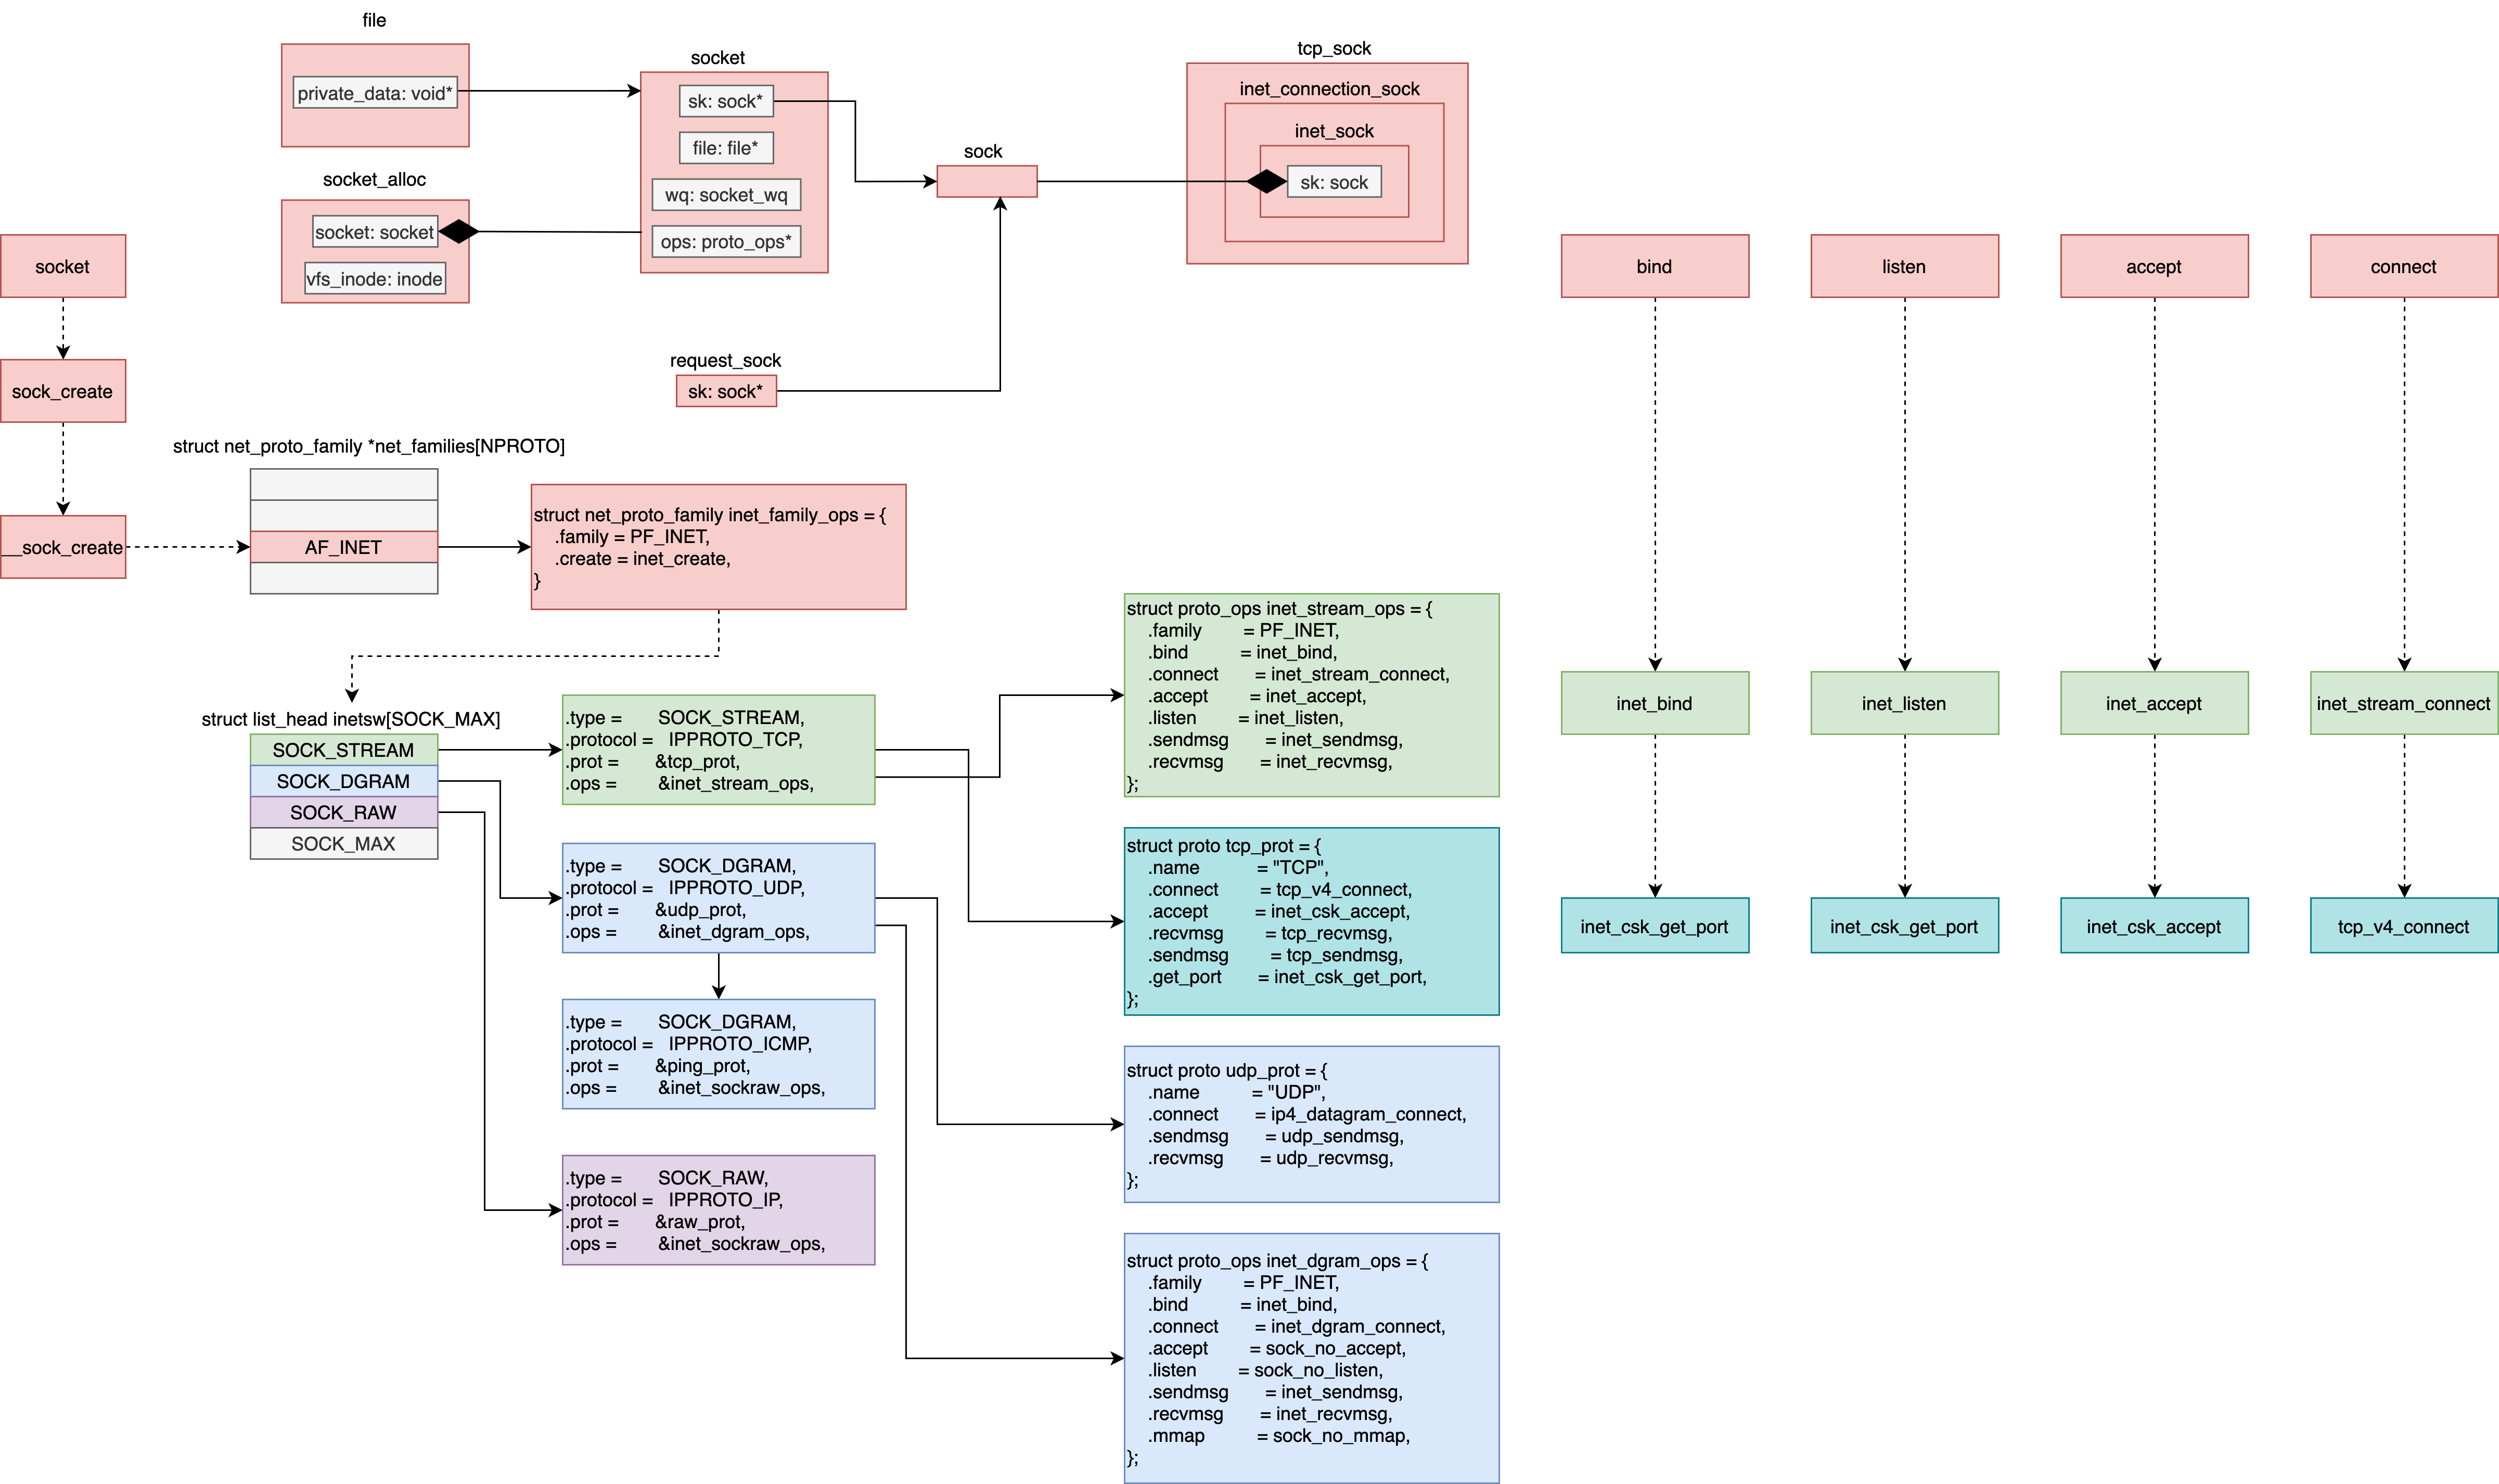 file
private_data: void*
socket
sk: sock*
file: file*
wq: socket_wq
ops: proto_ops*
tcp_sock
inet_connection_sock
inet_sock
sk: sock
sock
socket_alloc
socket: socket
vfs_inode: inode
request_sock
sk: sock*
socket
sock_create
__sock_create
struct net_proto_family *net_families[NPROTO]
AF_INET
struct net_proto_family inet_family_ops = {
.family = PF_INET,
.create = inet_create,
}
struct list_head inetsw[SOCK_MAX]
SOCK_STREAM
SOCK_DGRAM
SOCK_RAW
SOCK_MAX
.type = SOCK_STREAM,
.protocol = IPPROTO_TCP,
.prot = &tcp_prot,
.ops = &inet_stream_ops,
.type = SOCK_DGRAM,
.protocol = IPPROTO_UDP,
.prot = &udp_prot,
.ops = &inet_dgram_ops,
.type = SOCK_DGRAM,
.protocol = IPPROTO_ICMP,
.prot = &ping_prot,
.ops = &inet_sockraw_ops,
.type = SOCK_RAW,
.protocol = IPPROTO_IP,
.prot = &raw_prot,
.ops = &inet_sockraw_ops,
struct proto_ops inet_stream_ops = {
.family = PF_INET,
.bind = inet_bind,
.connect = inet_stream_connect,
.accept = inet_accept,
.listen = inet_listen,
.sendmsg = inet_sendmsg,
.recvmsg = inet_recvmsg,
};
struct proto tcp_prot = {
.name = "TCP",
.connect = tcp_v4_connect,
.accept = inet_csk_accept,
.recvmsg = tcp_recvmsg,
.sendmsg = tcp_sendmsg,
.get_port = inet_csk_get_port,
};
struct proto udp_prot = {
.name = "UDP",
.connect = ip4_datagram_connect,
.sendmsg = udp_sendmsg,
.recvmsg = udp_recvmsg,
};
struct proto_ops inet_dgram_ops = {
.family = PF_INET,
.bind = inet_bind,
.connect = inet_dgram_connect,
.accept = sock_no_accept,
.listen = sock_no_listen,
.sendmsg = inet_sendmsg,
.recvmsg = inet_recvmsg,
.mmap = sock_no_mmap,
};
bind
listen
accept
connect
inet_bind
inet_listen
inet_accept
inet_stream_connect
inet_csk_get_port
inet_csk_get_port
inet_csk_accept
tcp_v4_connect